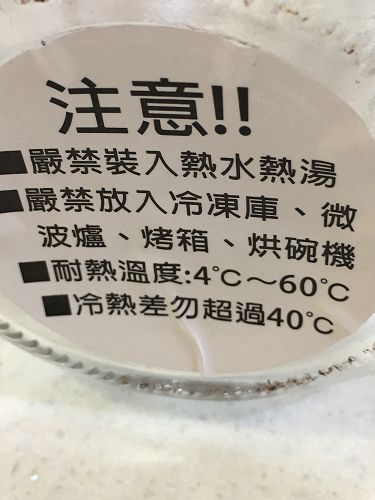 注意!!
■嚴禁裝入熱水熱湯
■嚴禁放入冷凍庫、微
波爐、烤箱、烘碗機
■耐熱溫度:4℃～60℃
■冷熱差勿超過40℃